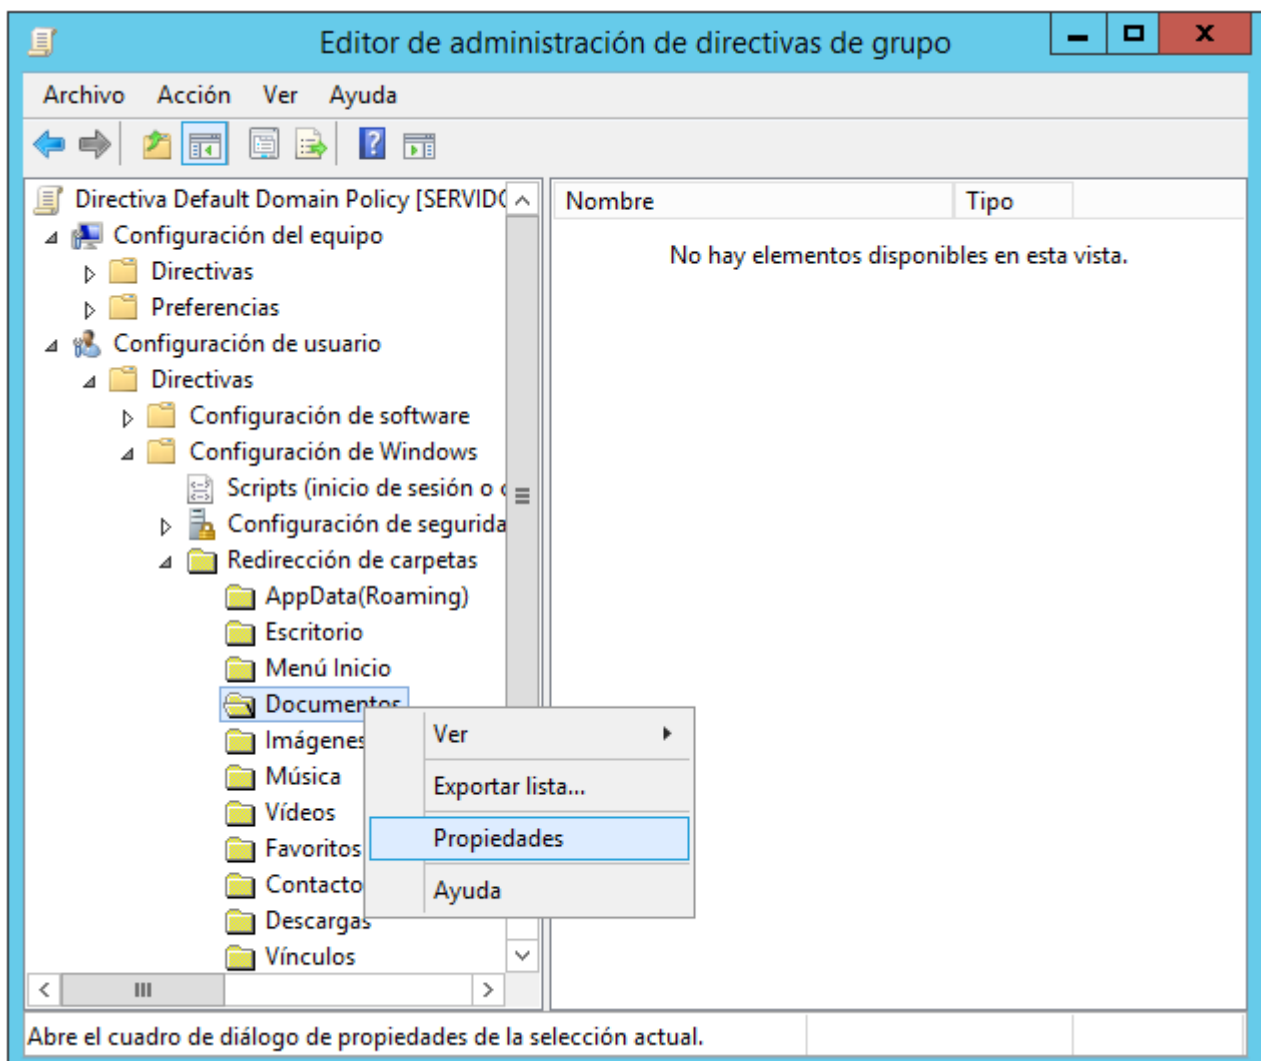 Editor de administración de directivas de grupo
Archivo Acción Ver Ayuda
Directiva Default Domain Policy
Nombre Tipo
Configuración del equipo
No hay elementos disponibles en esta vista.
Directivas
Preferencias
Configuración de usuario
Directivas
Configuración de software
Configuración de Windows
Scripts (inicio de sesión o
Configuración de segurida
Redirección de carpetas
AppData(Roaming)
Escritorio
Menú Inicio
Documentos
Imágenes
Música
Vídeos
Favoritos
Contacto
Descargas
Vínculos
Ver
Exportar lista...
Propiedades
Ayuda
Abre el cuadro de diálogo de propiedades de la selección actual.